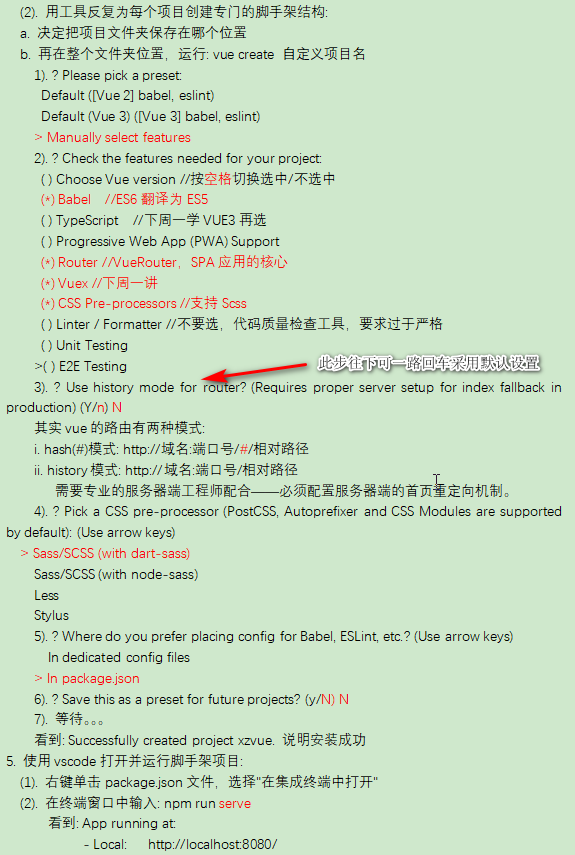 (2). 用工具反复为每个项目创建专门的脚手架结构:
a. 决定把项目文件夹保存在哪个位置
b. 再在整个文件夹位置，运行: vue create 自定义项目名
1). ? Please pick a preset:
Default ([Vue 2] babel, eslint)
Default (Vue 3) ([Vue 3] babel, eslint)
> Manually select features
2). ? Check the features needed for your project:
( ) Choose Vue version //按空格切换选中/不选中
(*) Babel //ES6 翻译为 ES5
( ) TypeScript //下周一学 VUE3 再选
( ) Progressive Web App (PWA) Support
(*) Router //VueRouter，SPA 应用的核心
(*) Vuex //下周一讲
(*) CSS Pre-processors //支持 Scss
( ) Linter / Formatter //不要选，代码质量检查工具，要求过于严格
( ) Unit Testing
>( ) E2E Testing
此步往下可一路回车采用默认设置
3). ? Use history mode for router? (Requires proper server setup for index fallback in
production) (Y/n) N
其实 vue 的路由有两种模式:
i. hash(#)模式: http://域名:端口号/#/相对路径
ii. history 模式: http://域名:端口号/相对路径
需要专业的服务器端工程师配合——必须配置服务器端的首页重定向机制。
4). ? Pick a CSS pre-processor (PostCSS, Autoprefixer and CSS Modules are supported
by default): (Use arrow keys)
> Sass/SCSS (with dart-sass)
Sass/SCSS (with node-sass)
Less
Stylus
5). ? Where do you prefer placing config for Babel, ESLint, etc.? (Use arrow keys)
In dedicated config files
> In package.json
6). ? Save this as a preset for future projects? (y/N) N
7). 等待。。。
看到: Successfully created project xzvue. 说明安装成功
5. 使用 vscode 打开并运行脚手架项目:
(1). 右键单击 package.json 文件，选择"在集成终端中打开"
(2). 在终端窗口中输入: npm run serve
看到: App running at:
- Local: http://localhost:8080/